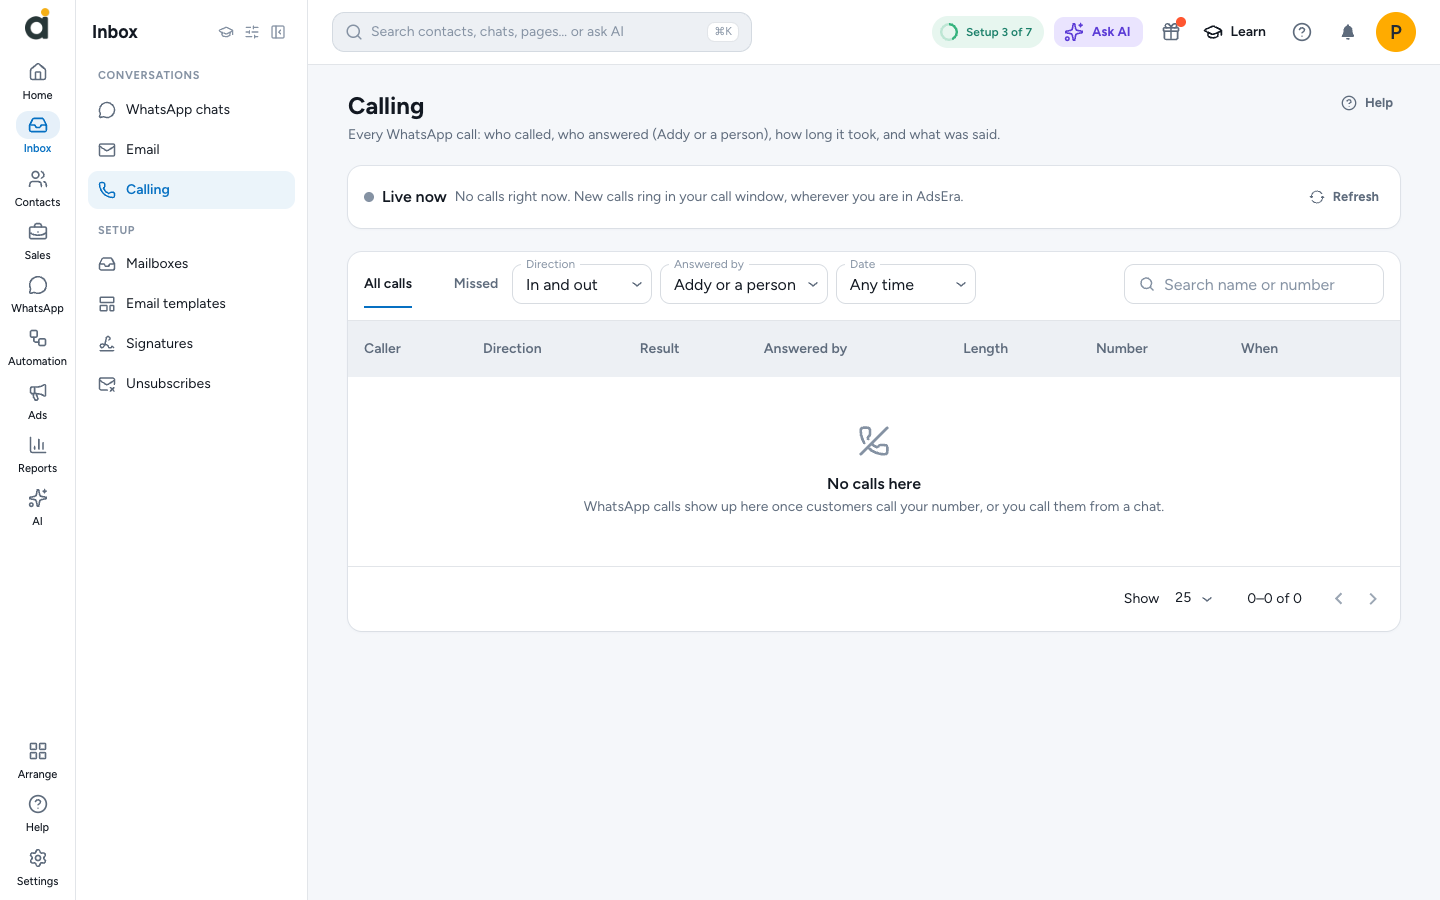 Home
Inbox
Contacts
Sales
WhatsApp
Automation
Ads
Reports
AI
Arrange
Help
Settings
Inbox
CONVERSATIONS
WhatsApp chats
Email
Calling
SETUP
Mailboxes
Email templates
Signatures
Unsubscribes
Search contacts, chats, pages... or ask AI ⌘K
Setup 3 of 7
Ask AI
Learn
P
Calling
Help
Every WhatsApp call: who called, who answered (Addy or a person), how long it took, and what was said.
Live now No calls right now. New calls ring in your call window, wherever you are in AdsEra.
Refresh
All calls
Missed
Direction
In and out
Answered by
Addy or a person
Date
Any time
Search name or number
Caller Direction Result Answered by Length Number When
No calls here
WhatsApp calls show up here once customers call your number, or you call them from a chat.
Show 25 0–0 of 0